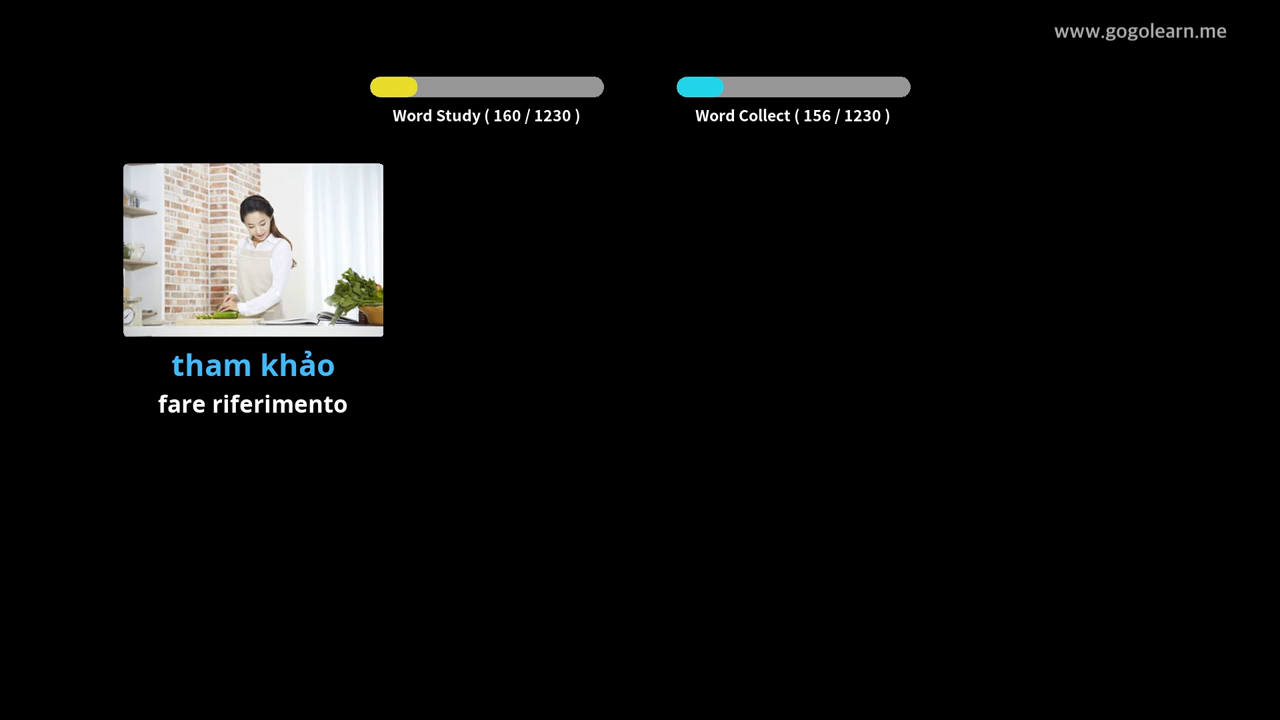 www.gogolearn.me
Word Study ( 160 / 1230 )
Word Collect ( 156 / 1230 )
tham khảo
fare riferimento